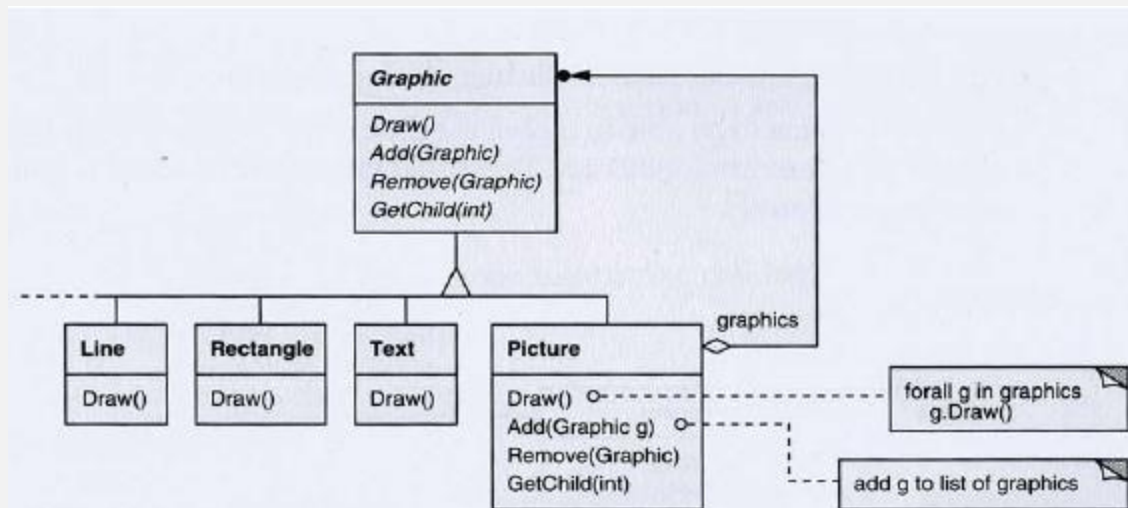 Graphic
Draw()
Add(Graphic)
Remove(Graphic)
GetChild(int)
graphics
Line
Draw()
Rectangle
Draw()
Text
Draw()
Picture
Draw()
Add(Graphic g)
Remove(Graphic)
GetChild(int)
forall g in graphics
g.Draw()
add g to list of graphics